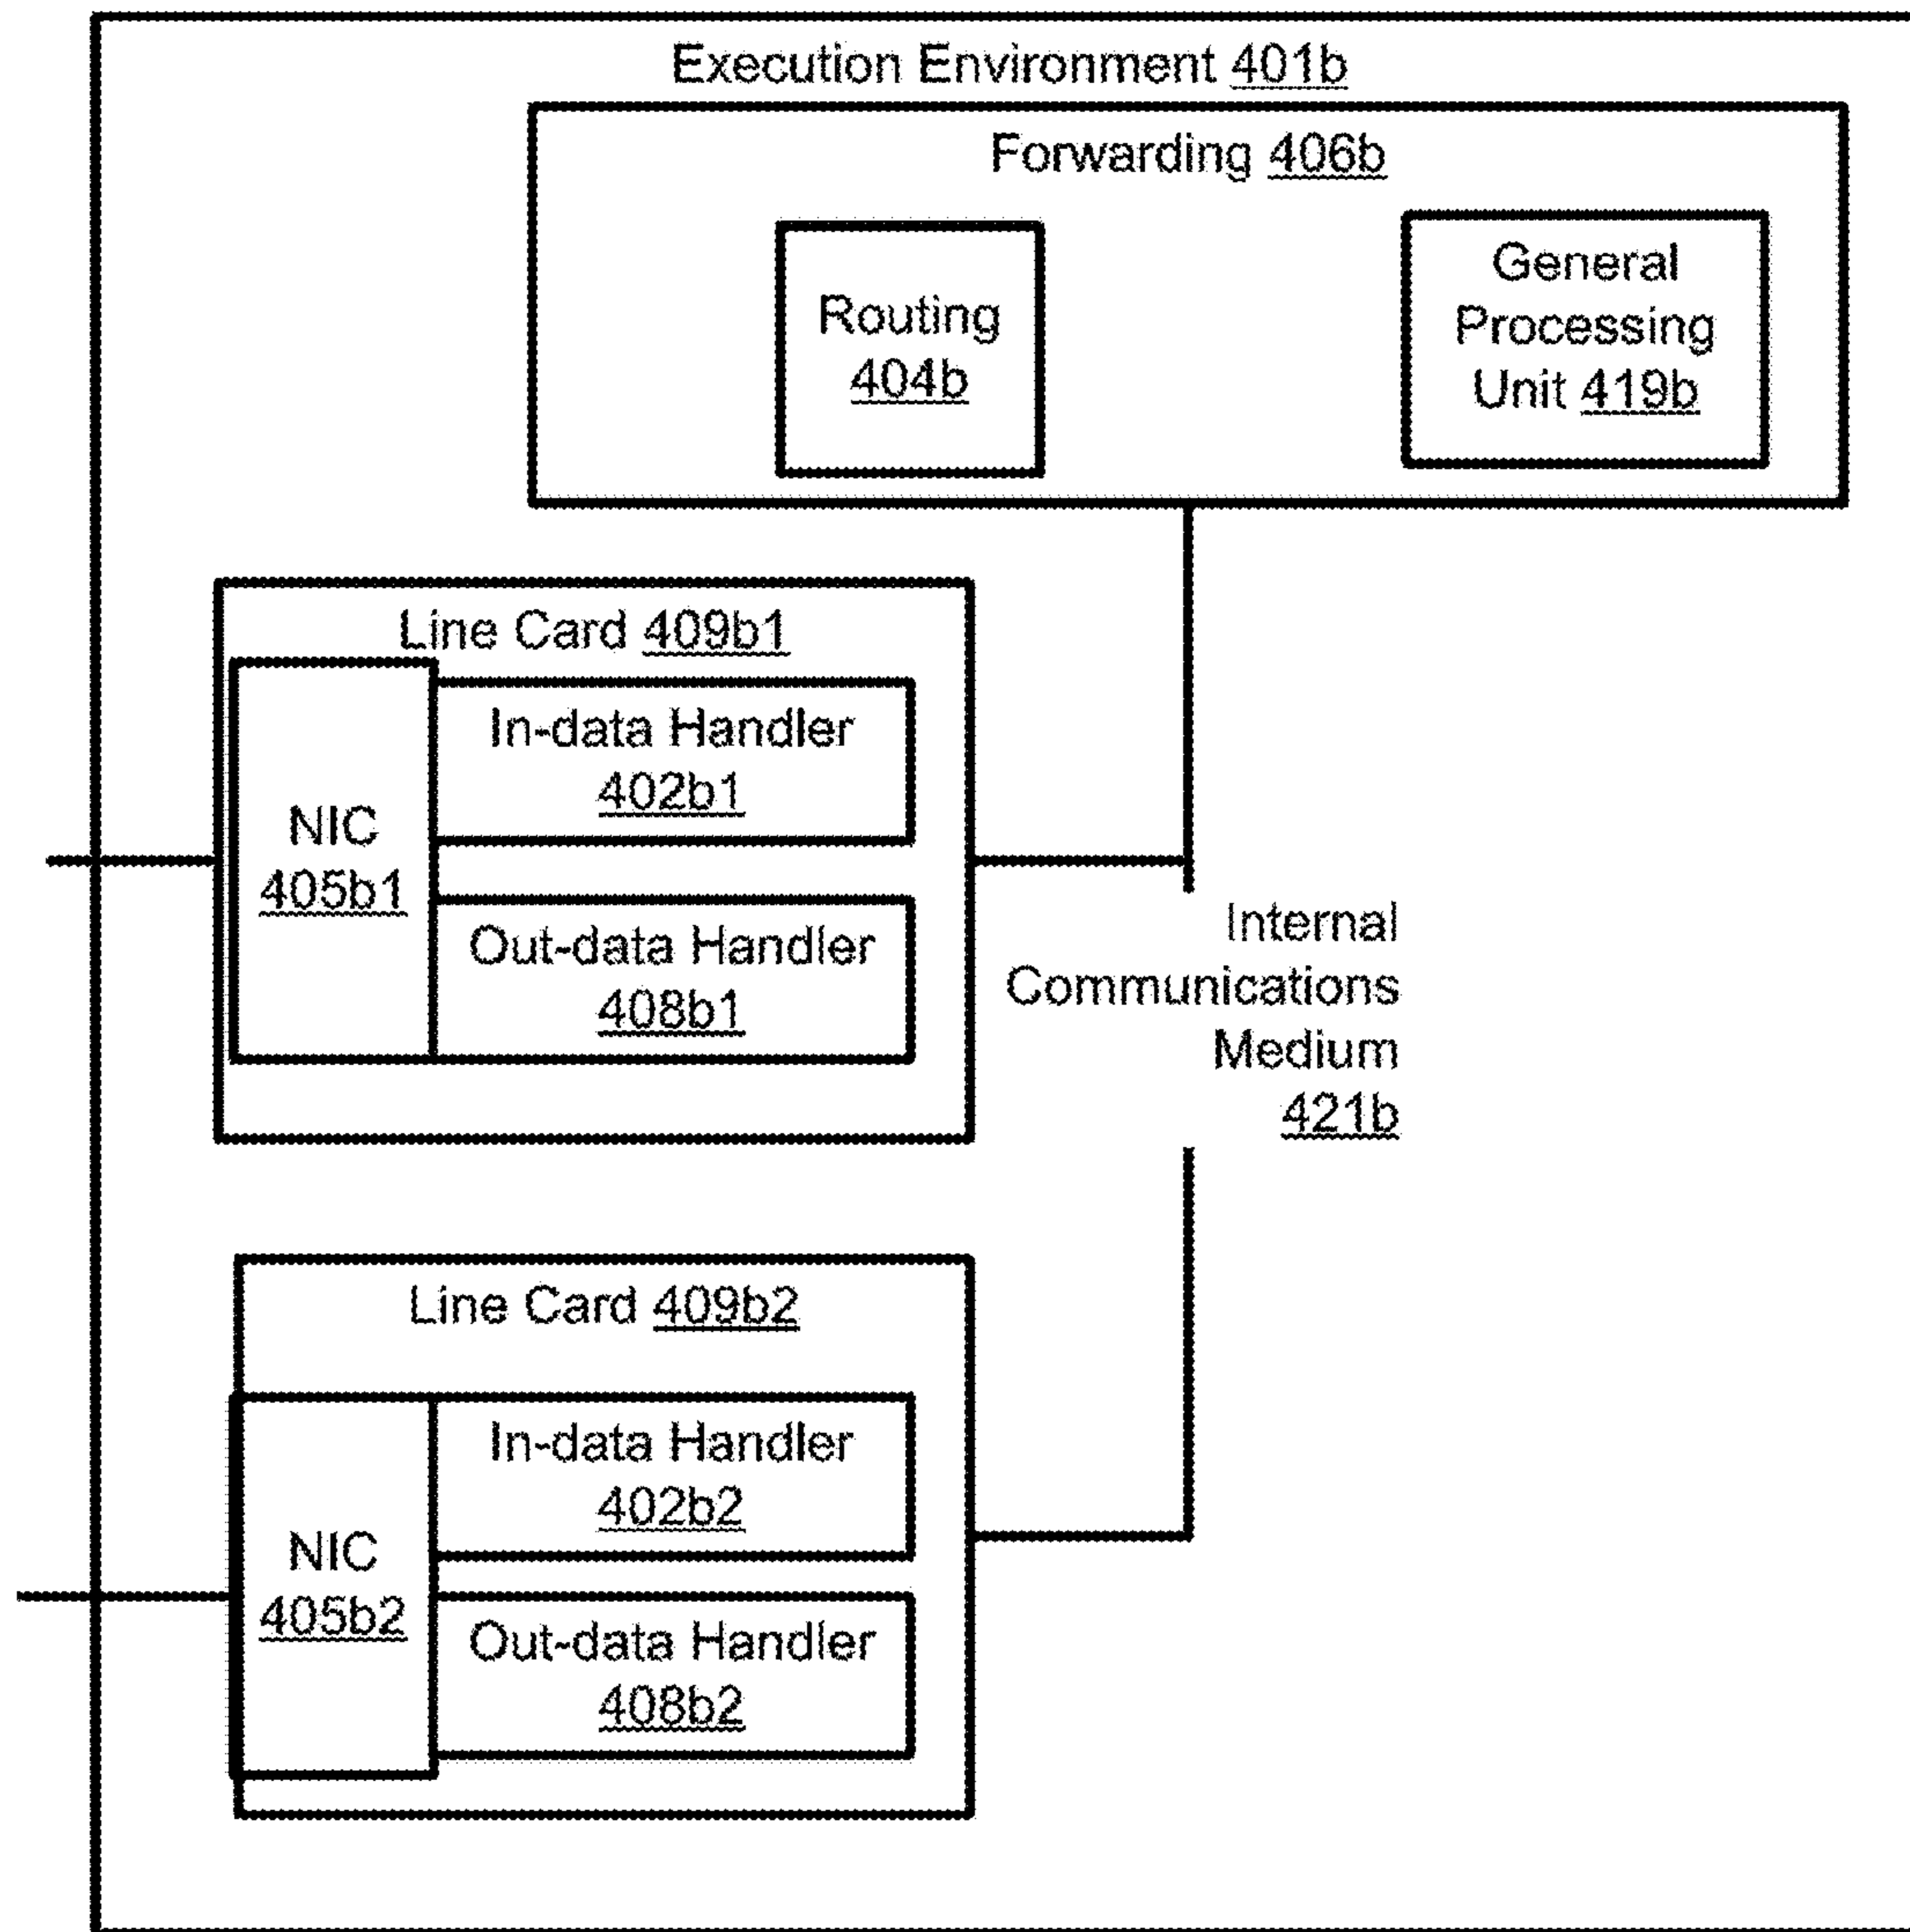 Execution Environment 401b
Forwarding 406b
Routing
404b
General
Processing
Unit 419b
Line Card 409b1
NIC
405b1
In-data Handler
402b1
Out-data Handler
408b1
Internal
Communications
Medium
421b
Line Card 409b2
NIC
405b2
In-data Handler
402b2
Out-data Handler
408b2